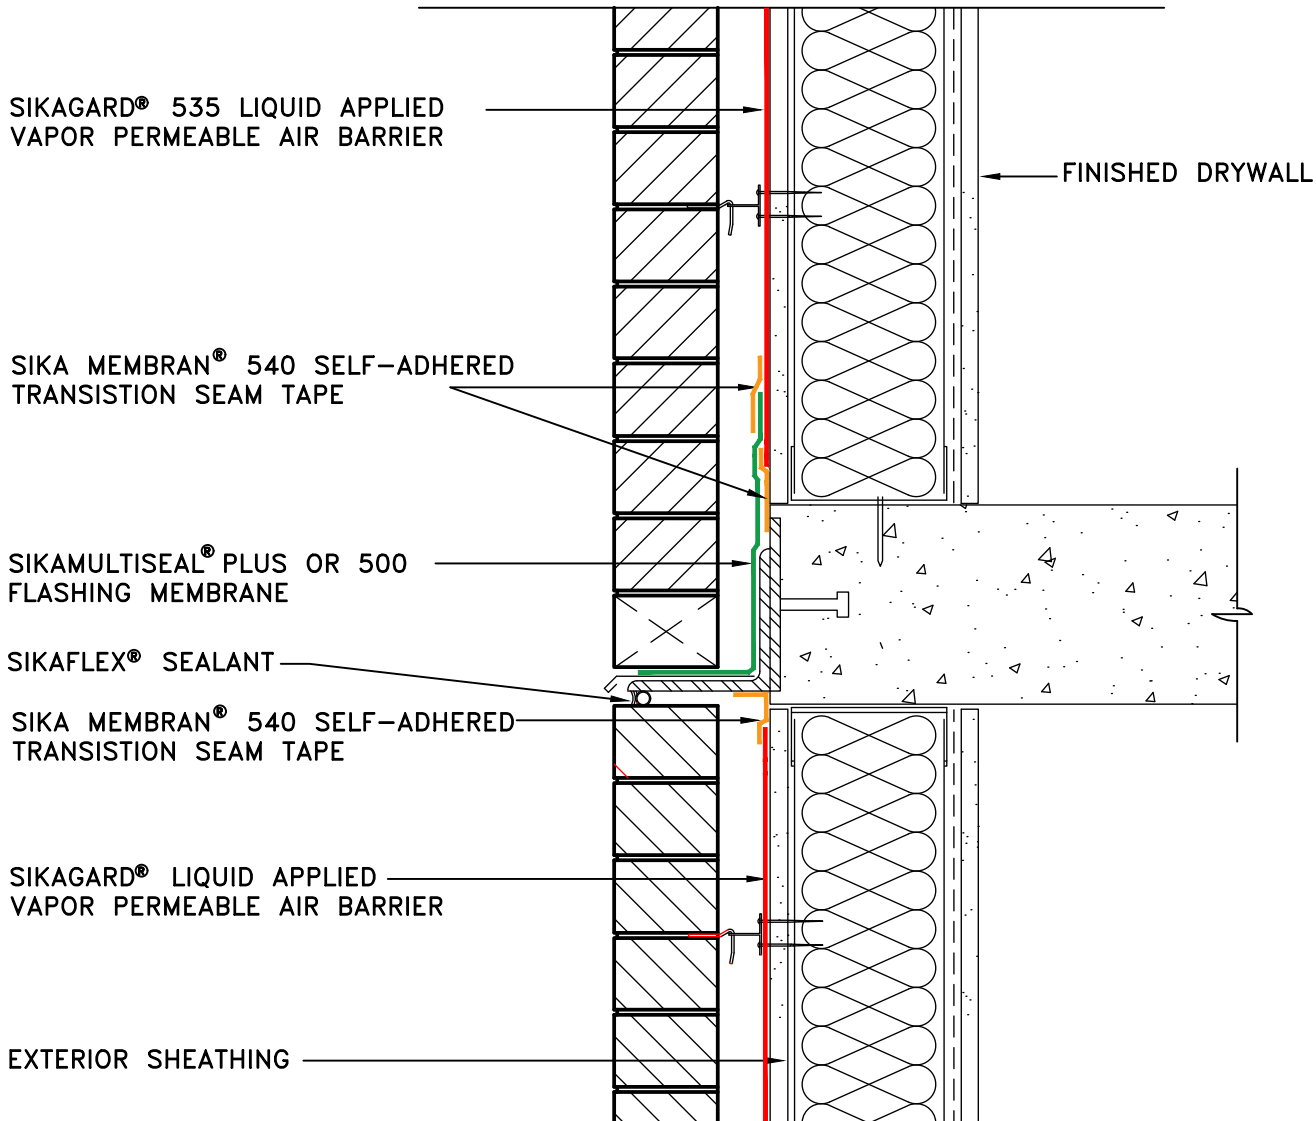 SIKAGARD® 535 LIQUID APPLIED
VAPOR PERMEABLE AIR BARRIER
FINISHED DRYWALL
SIKA MEMBRAN® 540 SELF-ADHERED
TRANSISTION SEAM TAPE
SIKAMULTISEAL® PLUS OR 500
FLASHING MEMBRANE
SIKAFLEX® SEALANT
SIKA MEMBRAN® 540 SELF-ADHERED
TRANSISTION SEAM TAPE
SIKAGARD® LIQUID APPLIED
VAPOR PERMEABLE AIR BARRIER
EXTERIOR SHEATHING